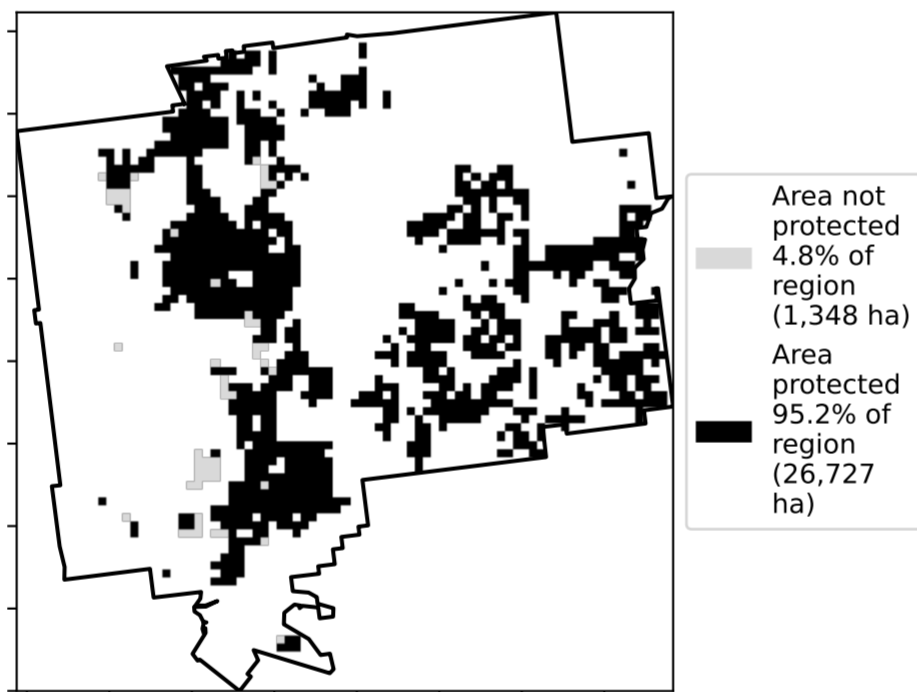 Area not
protected
4.8% of
region
(1,348 ha)
Area
protected
95.2% of
region
(26,727
ha)